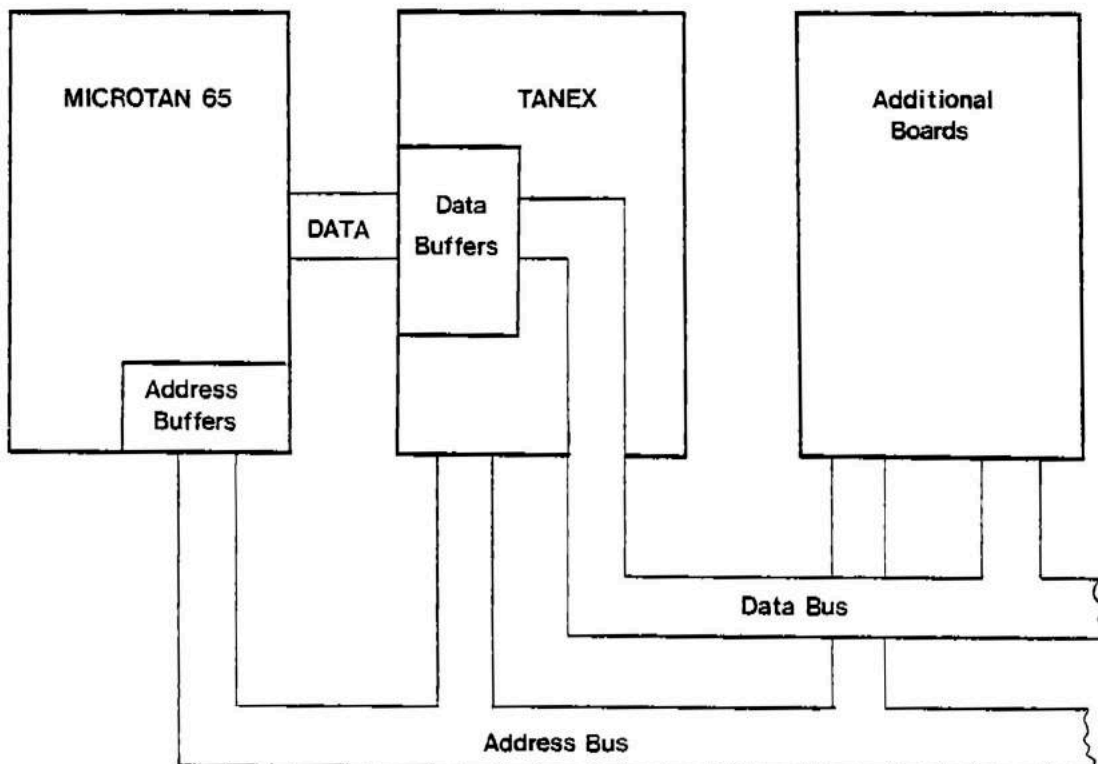 MICROTAN 65
TANEX
Additional
Boards
DATA
Data
Buffers
Address
Buffers
Data Bus
Address Bus